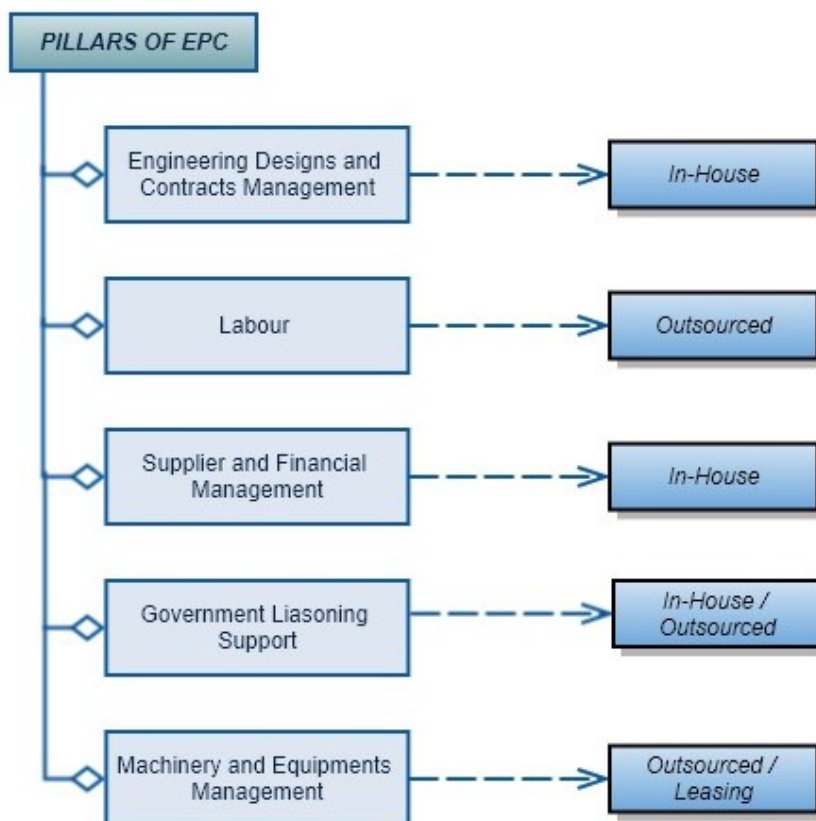 PILLARS OF EPC
Engineering Designs and
Contracts Management
In-House
Labour
Outsourced
Supplier and Financial
Management
In-House
Government Liasoning
Support
In-House /
Outsourced
Machinery and Equipments
Management
Outsourced /
Leasing